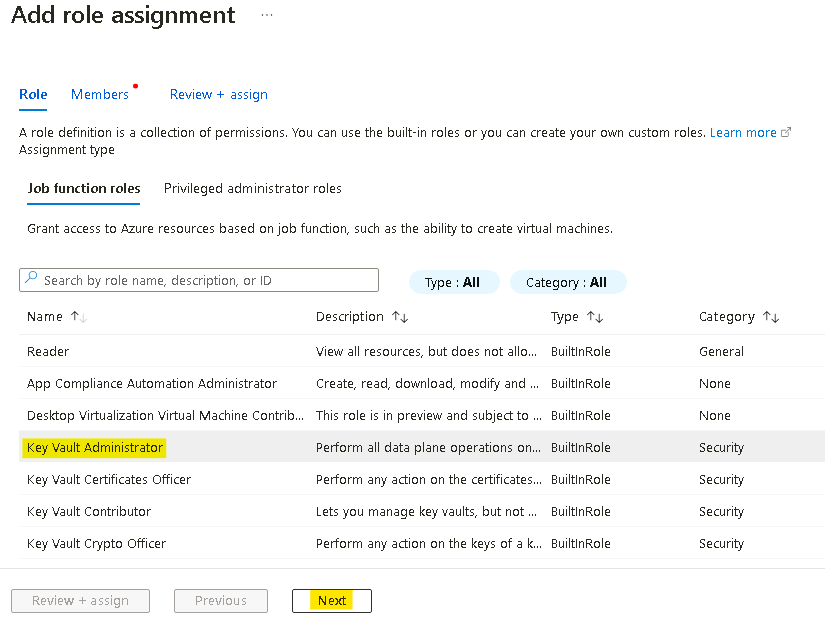 Add role assignment ...
Role Members Review + assign
A role definition is a collection of permissions. You can use the built-in roles or you can create your own custom roles. Learn more
Assignment type
Job function roles Privileged administrator roles
Grant access to Azure resources based on job function, such as the ability to create virtual machines.
Search by role name, description, or ID Type : All Category : All
Name ↑↓ Description ↑↓ Type ↑↓ Category ↑↓
Reader View all resources, but does not allo... BuiltInRole General
App Compliance Automation Administrator Create, read, download, modify and ... BuiltInRole None
Desktop Virtualization Virtual Machine Contrib... This role is in preview and subject to ... BuiltInRole None
Key Vault Administrator Perform all data plane operations on... BuiltInRole Security
Key Vault Certificates Officer Perform any action on the certificates... BuiltInRole Security
Key Vault Contributor Lets you manage key vaults, but not ... BuiltInRole Security
Key Vault Crypto Officer Perform any action on the keys of a k... BuiltInRole Security
Review + assign Previous Next